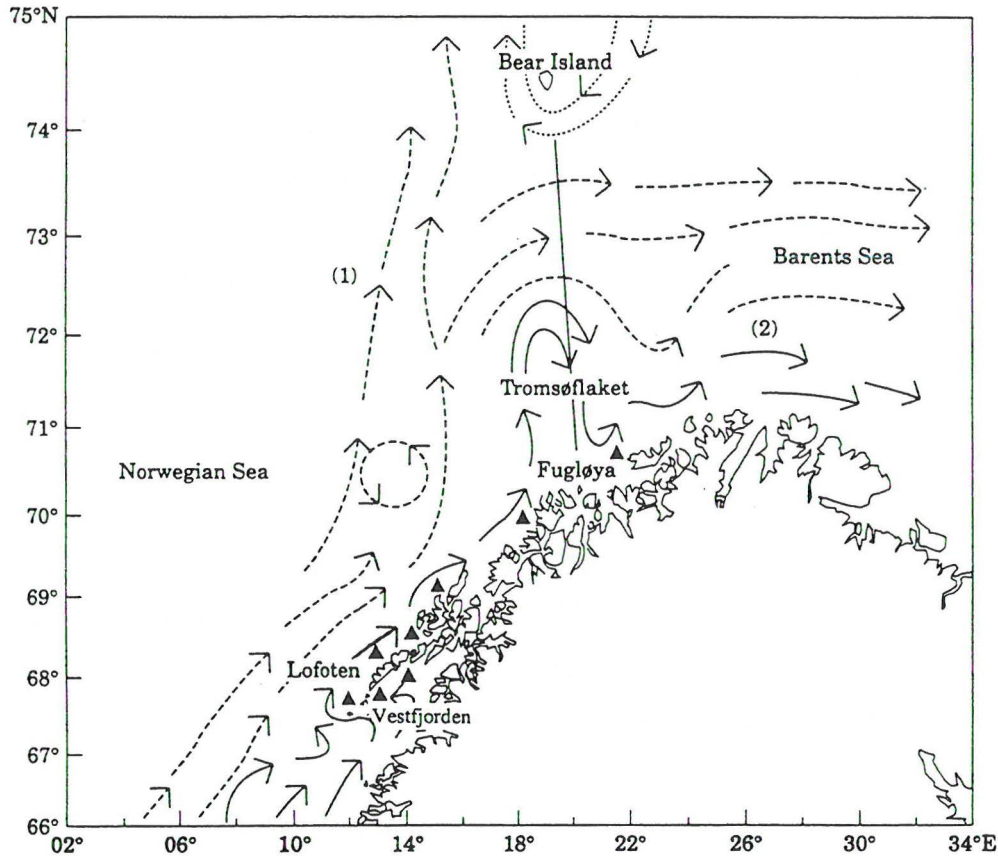 75°N
Bear Island
74°
73°
Barents Sea
(1)
(2)
72°
Tromsøflaket
71°
Norwegian Sea
Fugløya
70°
69°
68°
Lofoten
Vestfjorden
67°
66°
02° 06° 10° 14° 18° 22° 26° 30° 34°E